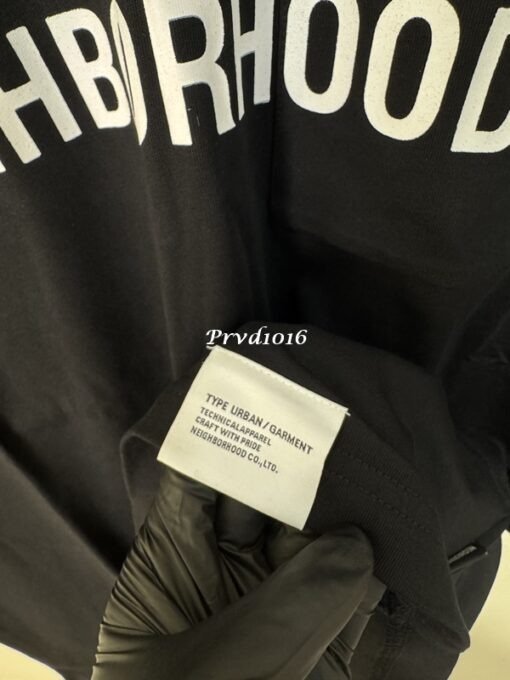 HBORHOOD
Prvd1016
TYPE URBAN/GARMENT
TECHNICALAPPAREL
CRAFT WITH PRIDE
NEIGHBORHOOD CO.,LTD.